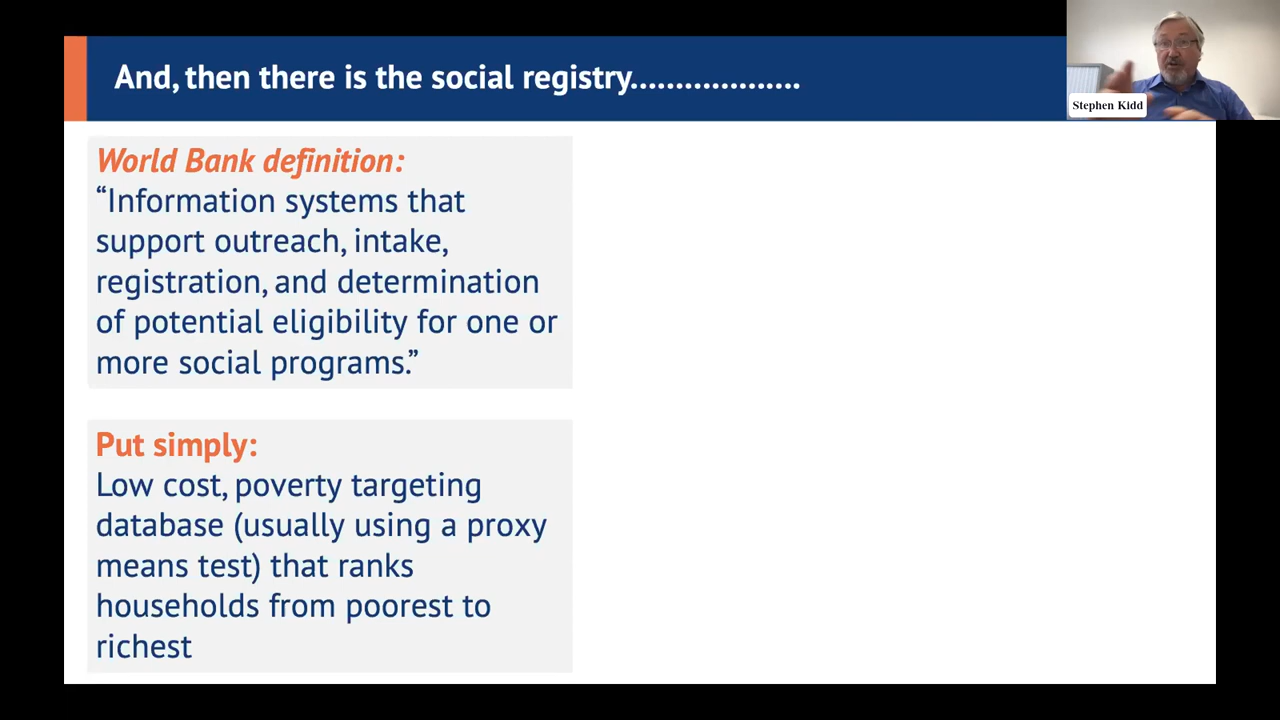 And, then there is the social registry...................
Stephen Kidd
World Bank definition:
“Information systems that
support outreach, intake,
registration, and determination
of potential eligibility for one or
more social programs.”
Put simply:
Low cost, poverty targeting
database (usually using a proxy
means test) that ranks
households from poorest to
richest